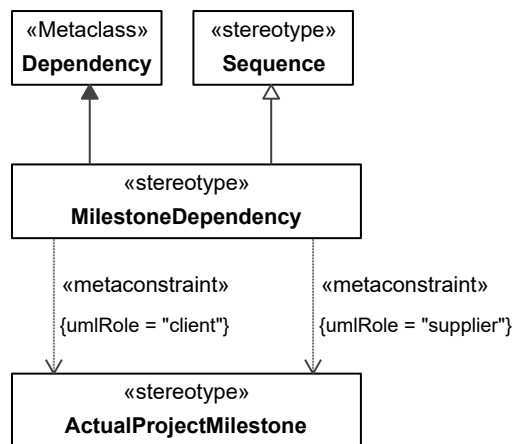 «Metaclass»
Dependency
«stereotype»
Sequence
«stereotype»
MilestoneDependency
«metaconstraint»
{umlRole = "client"}
«metaconstraint»
{umlRole = "supplier"}
«stereotype»
ActualProjectMilestone